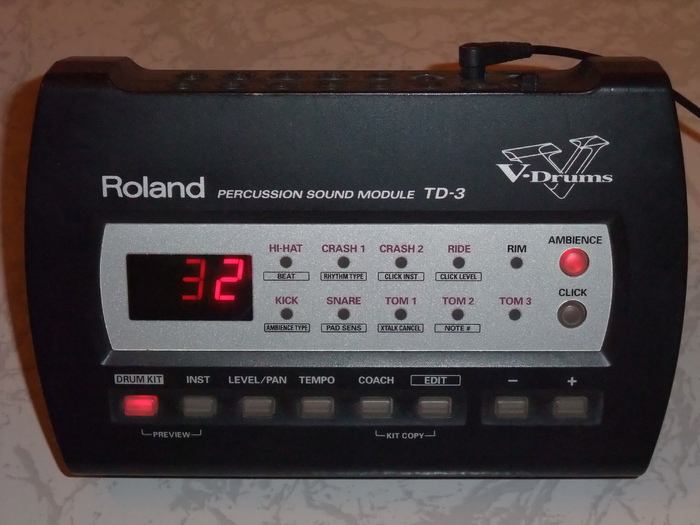 V-Drums
Roland PERCUSSION SOUND MODULE TD-3
32
HI-HAT CRASH 1 CRASH 2 RIDE RIM AMBIENCE
BEAT RHYTHM TYPE CLICK INST CLICK LEVEL
CLICK
KICK SNARE TOM 1 TOM 2 TOM 3
AMBIENCE TYPE PAD SENS XTALK CANCEL NOTE #
DRUM KIT INST LEVEL/PAN TEMPO COACH EDIT − +
PREVIEW KIT COPY